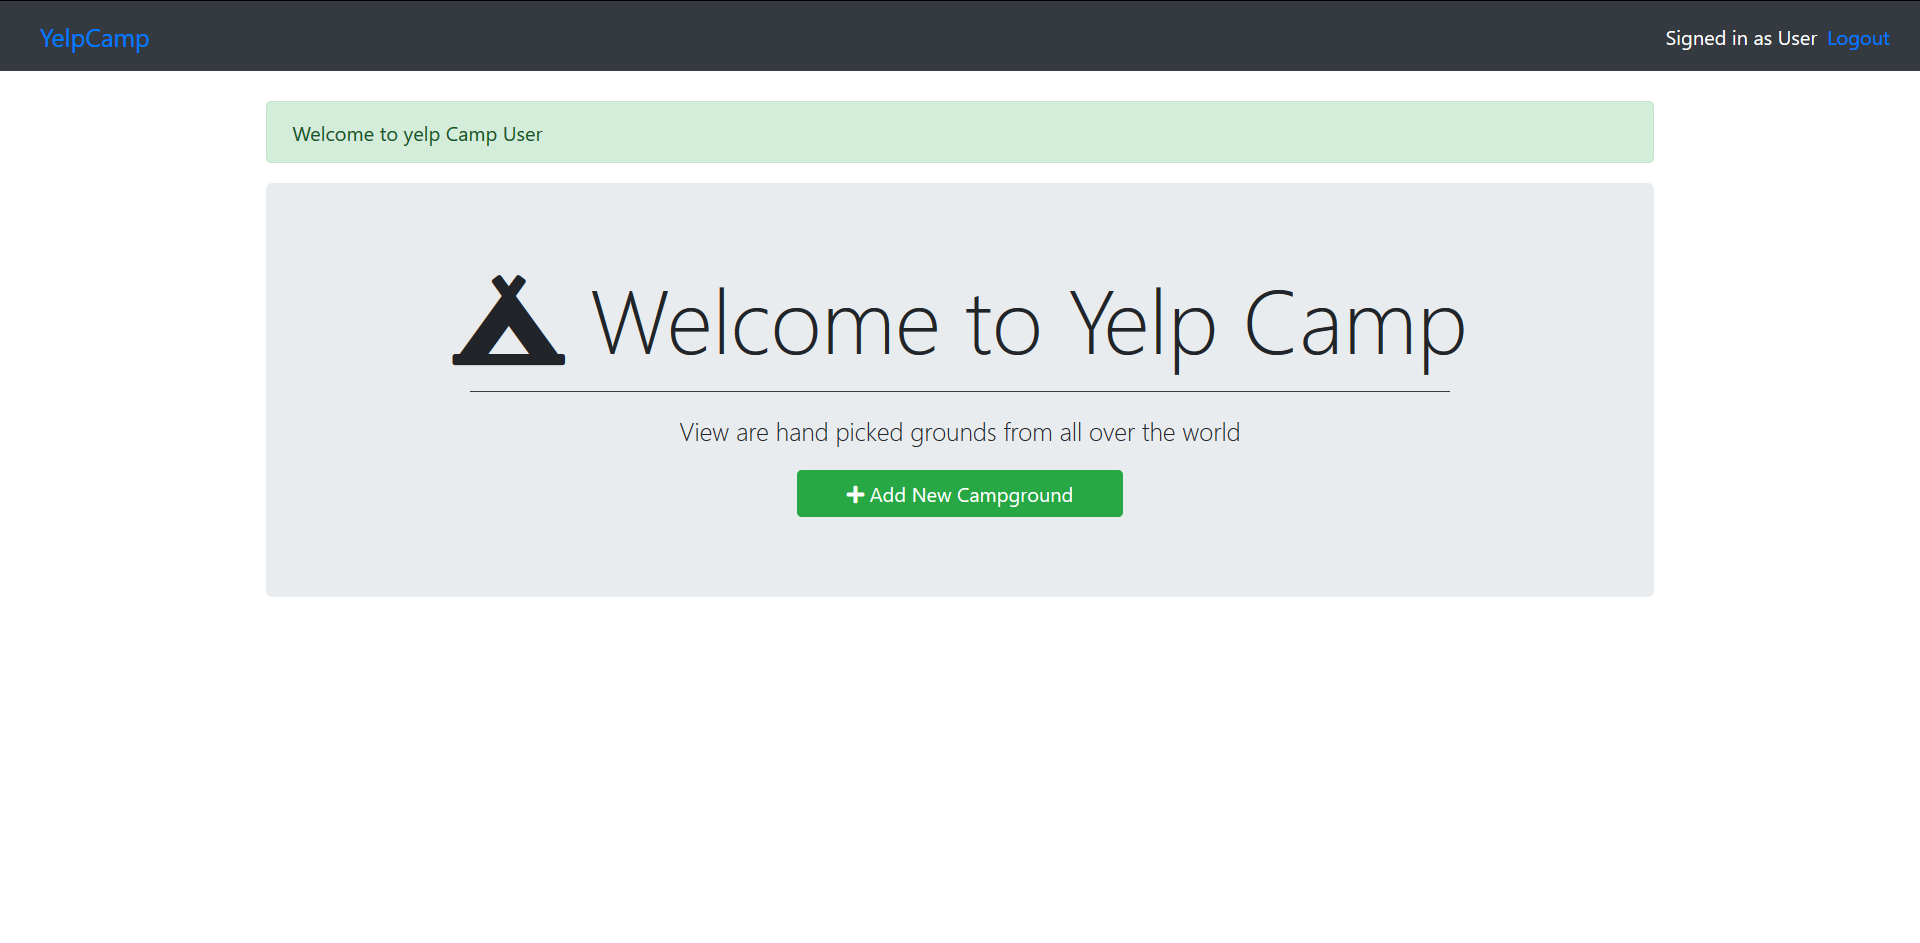 YelpCamp
Signed in as User Logout
Welcome to yelp Camp User
Welcome to Yelp Camp
View are hand picked grounds from all over the world
Add New Campground